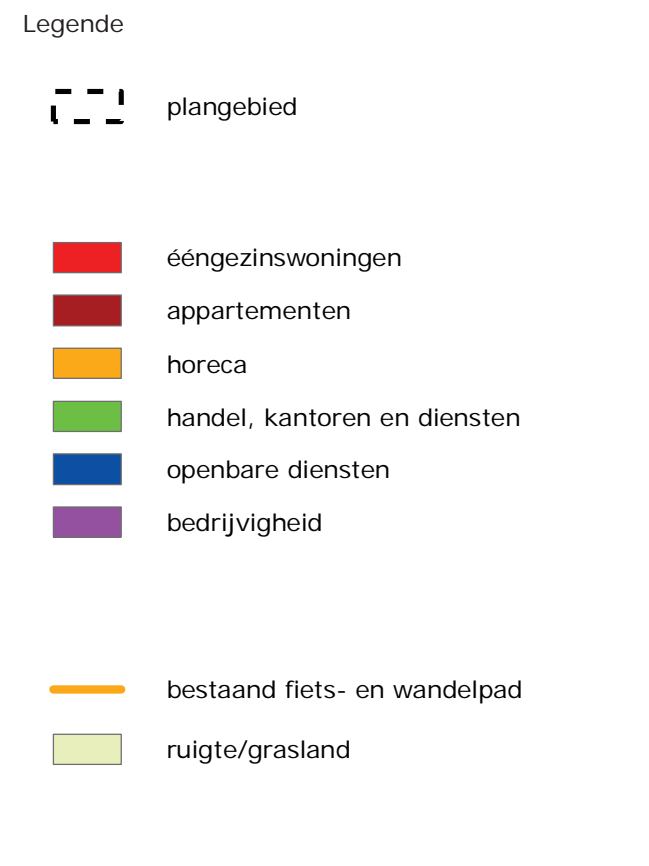 Legende
plangebied
ééngezinswoningen
appartementen
horeca
handel, kantoren en diensten
openbare diensten
bedrijvigheid
bestaand fiets- en wandelpad
ruigte/grasland